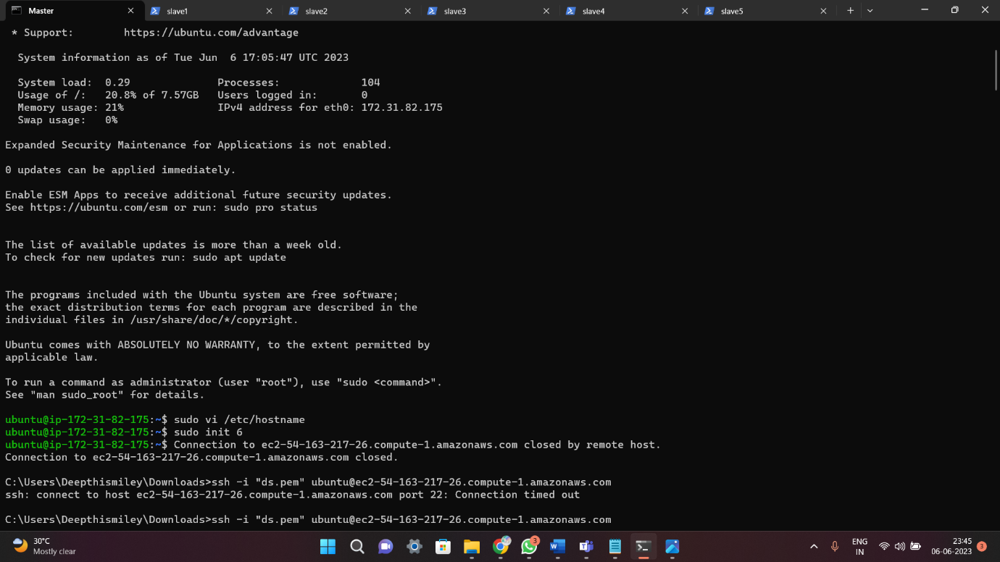 Master
slave1
slave2
slave3
slave4
slave5
* Support:        https://ubuntu.com/advantage
System information as of Tue Jun  6 17:05:47 UTC 2023
System load:  0.29              Processes:             104
Usage of /:   20.8% of 7.57GB   Users logged in:       0
Memory usage: 21%               IPv4 address for eth0: 172.31.82.175
Swap usage:   0%
Expanded Security Maintenance for Applications is not enabled.
0 updates can be applied immediately.
Enable ESM Apps to receive additional future security updates.
See https://ubuntu.com/esm or run: sudo pro status
The list of available updates is more than a week old.
To check for new updates run: sudo apt update
The programs included with the Ubuntu system are free software;
the exact distribution terms for each program are described in the
individual files in /usr/share/doc/*/copyright.
Ubuntu comes with ABSOLUTELY NO WARRANTY, to the extent permitted by
applicable law.
To run a command as administrator (user "root"), use "sudo <command>".
See "man sudo_root" for details.
ubuntu@ip-172-31-82-175:~$ sudo vi /etc/hostname
ubuntu@ip-172-31-82-175:~$ sudo init 6
ubuntu@ip-172-31-82-175:~$ Connection to ec2-54-163-217-26.compute-1.amazonaws.com closed by remote host.
Connection to ec2-54-163-217-26.compute-1.amazonaws.com closed.
C:\Users\Deepthismiley\Downloads>ssh -i "ds.pem" ubuntu@ec2-54-163-217-26.compute-1.amazonaws.com
ssh: connect to host ec2-54-163-217-26.compute-1.amazonaws.com port 22: Connection timed out
C:\Users\Deepthismiley\Downloads>ssh -i "ds.pem" ubuntu@ec2-54-163-217-26.compute-1.amazonaws.com
30°C
Mostly clear
3
ENG
IN
23:45
06-06-2023
3